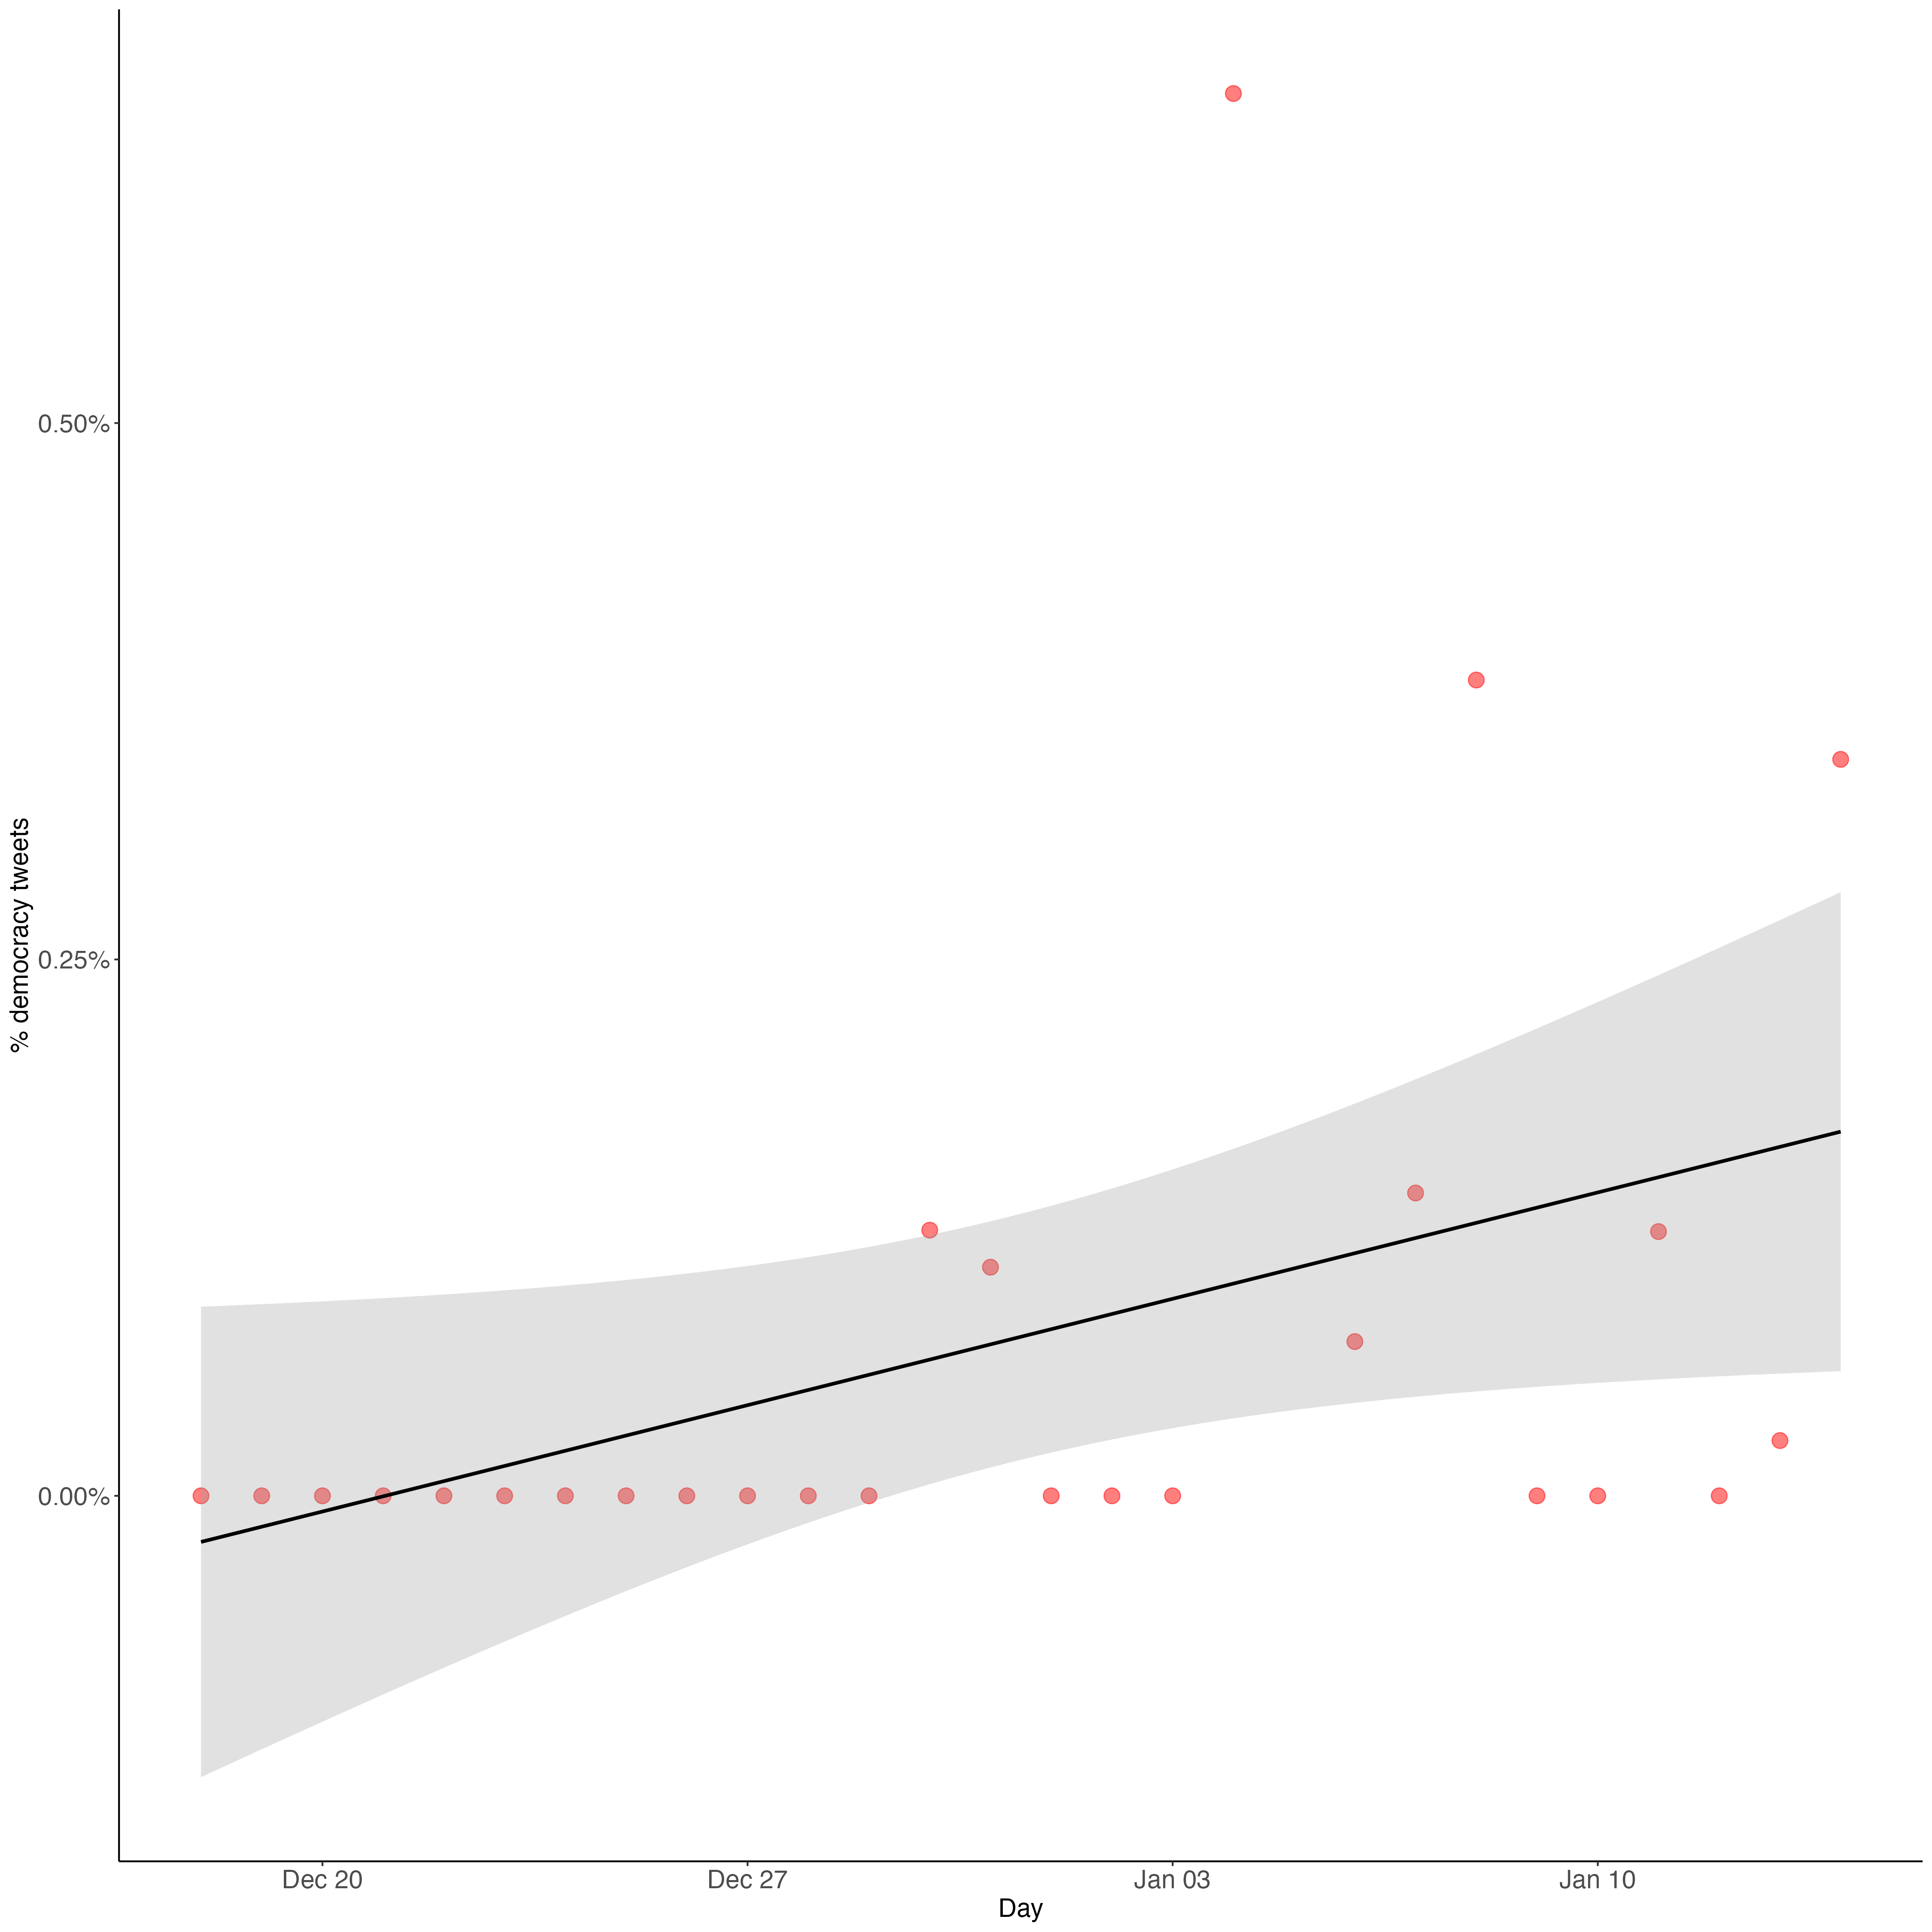 % democracy tweets
0.50%
0.25%
0.00%
Dec 20
Dec 27
Jan 03
Jan 10
Day